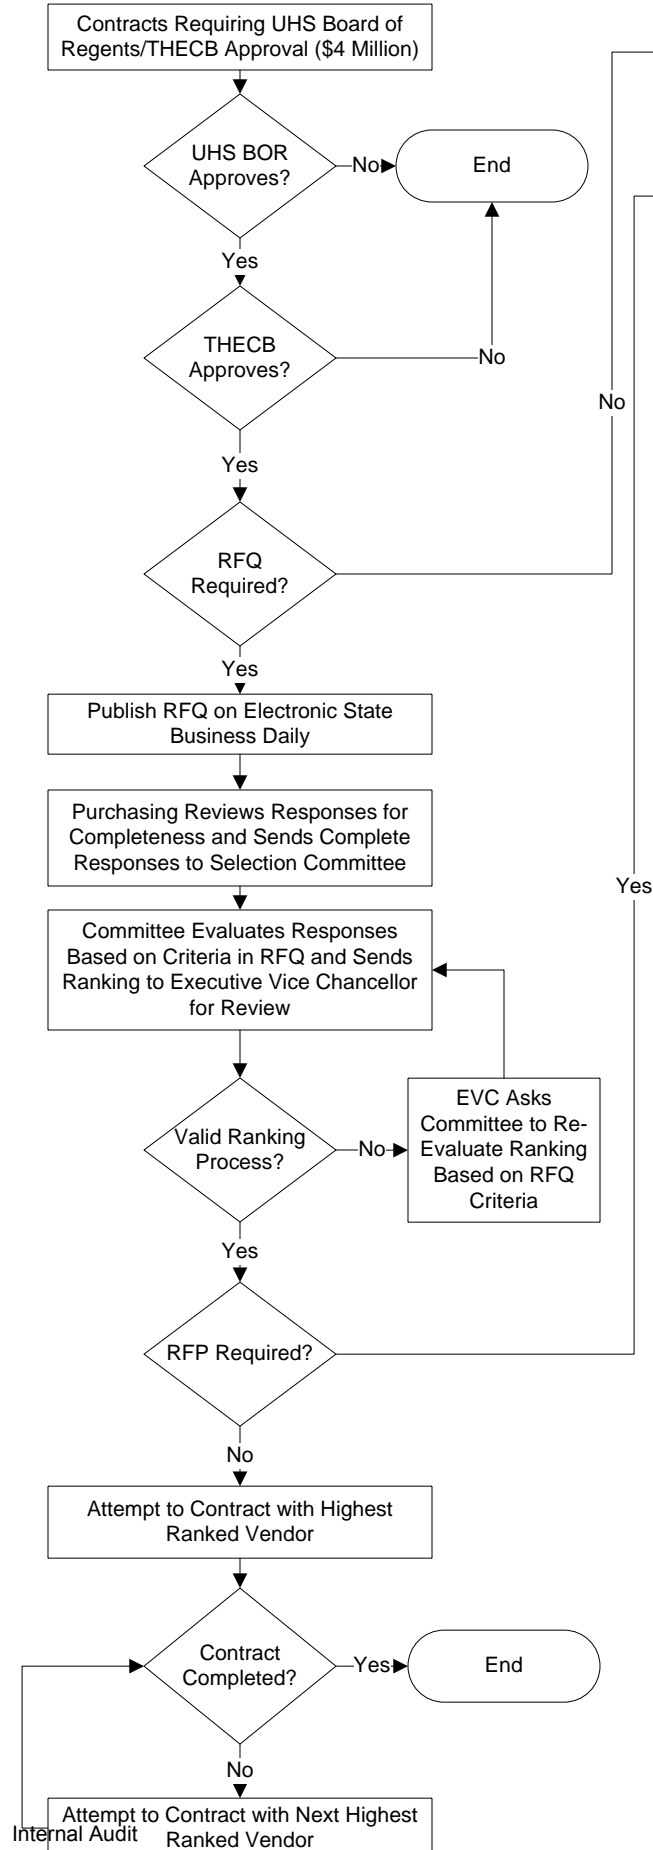 Contracts Requiring UHS Board of
Regents/THECB Approval ($4 Million)
UHS BOR
Approves?
No
End
Yes
THECB
Approves?
No
No
Yes
RFQ
Required?
Yes
Publish RFQ on Electronic State
Business Daily
Purchasing Reviews Responses for
Completeness and Sends Complete
Responses to Selection Committee
Yes
Committee Evaluates Responses
Based on Criteria in RFQ and Sends
Ranking to Executive Vice Chancellor
for Review
EVC Asks
Committee to Re-
Evaluate Ranking
Based on RFQ
Criteria
Valid Ranking
Process?
No
Yes
RFP Required?
No
Attempt to Contract with Highest
Ranked Vendor
Contract
Completed?
Yes
End
No
Attempt to Contract with Next Highest
Ranked Vendor
Internal Audit